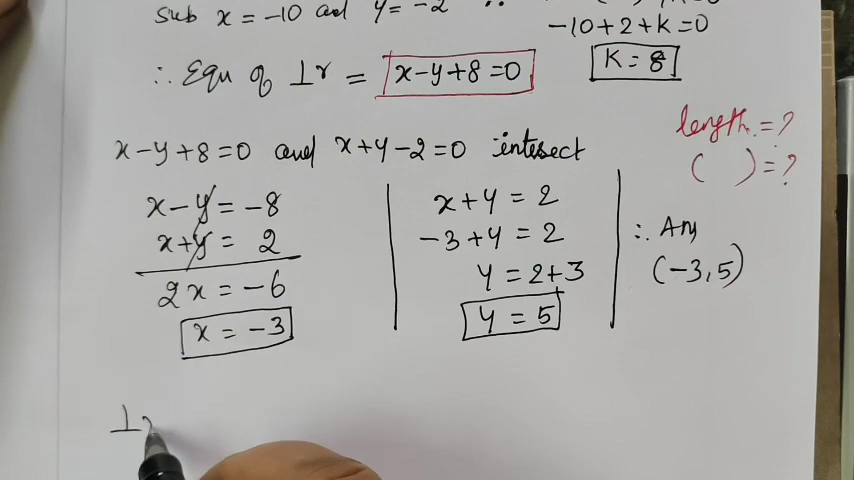 sub x = -10 and y = -2 ∴
-10+2+K=0
K = 8
∴ Equ of ⊥r = x-y+8=0
length = ?
( ) = ?
x-y+8=0 and x+y-2=0 intesect
x-y = -8
x+y = 2
2x = -6
x = -3
x+y = 2
-3+y = 2
y = 2+3
y = 5
∴ Ans
(-3,5)
⊥